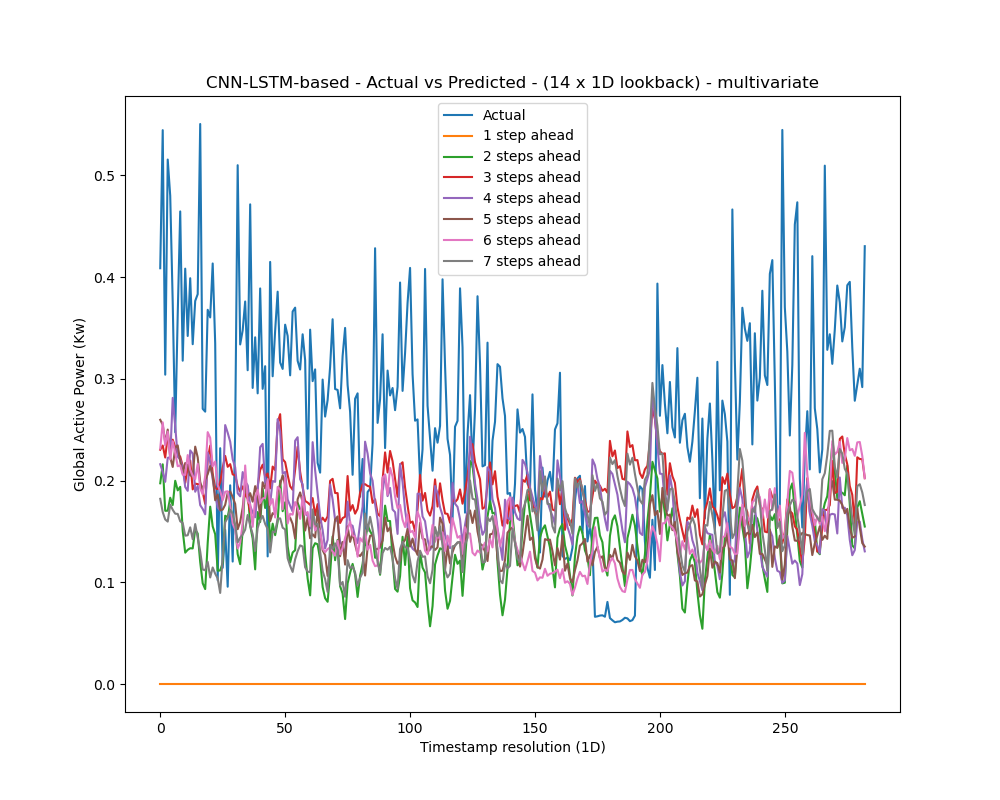 CNN-LSTM-based - Actual vs Predicted - (14 x 1D lookback) - multivariate
Actual
1 step ahead
2 steps ahead
3 steps ahead
4 steps ahead
5 steps ahead
6 steps ahead
7 steps ahead
Global Active Power (Kw)
0.5
0.4
0.3
0.2
0.1
0.0
0 50 100 150 200 250
Timestamp resolution (1D)